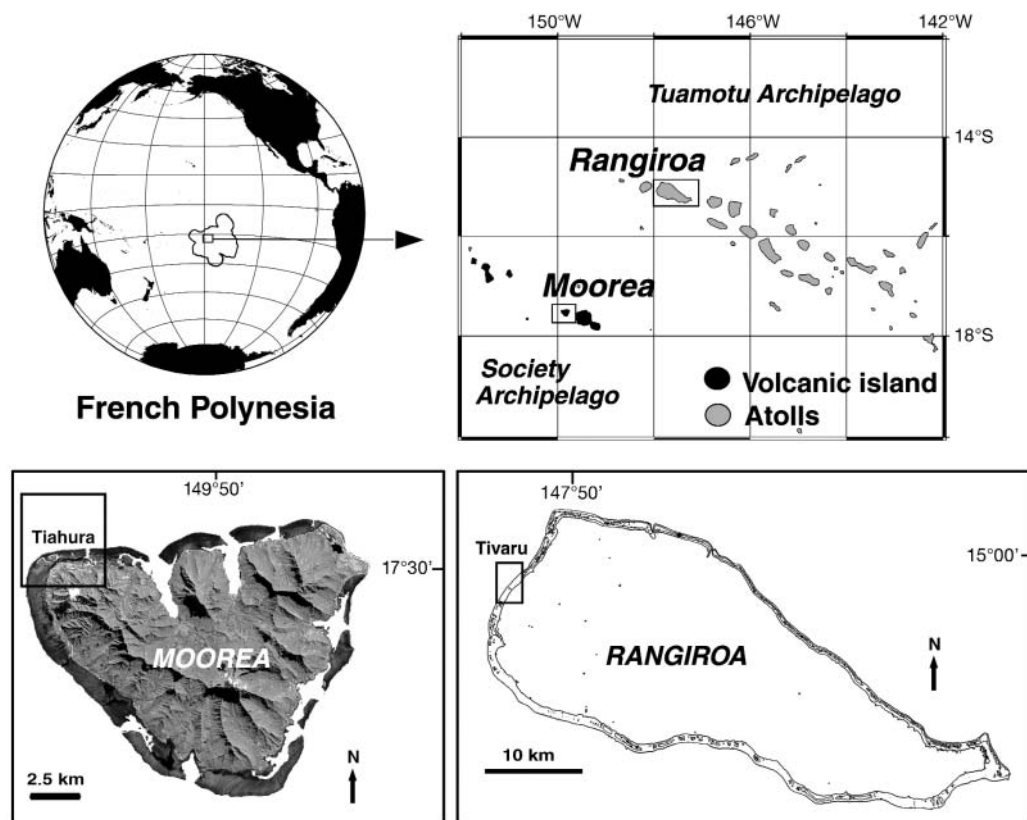 150°W
146°W
142°W
Tuamotu Archipelago
14°S
Rangiroa
Moorea
18°S
Society
Archipelago
Volcanic island
Atolls
French Polynesia
149°50'
Tiahura
17°30'
MOOREA
2.5 km
N
147°50'
Tivaru
15°00'
RANGIROA
N
10 km